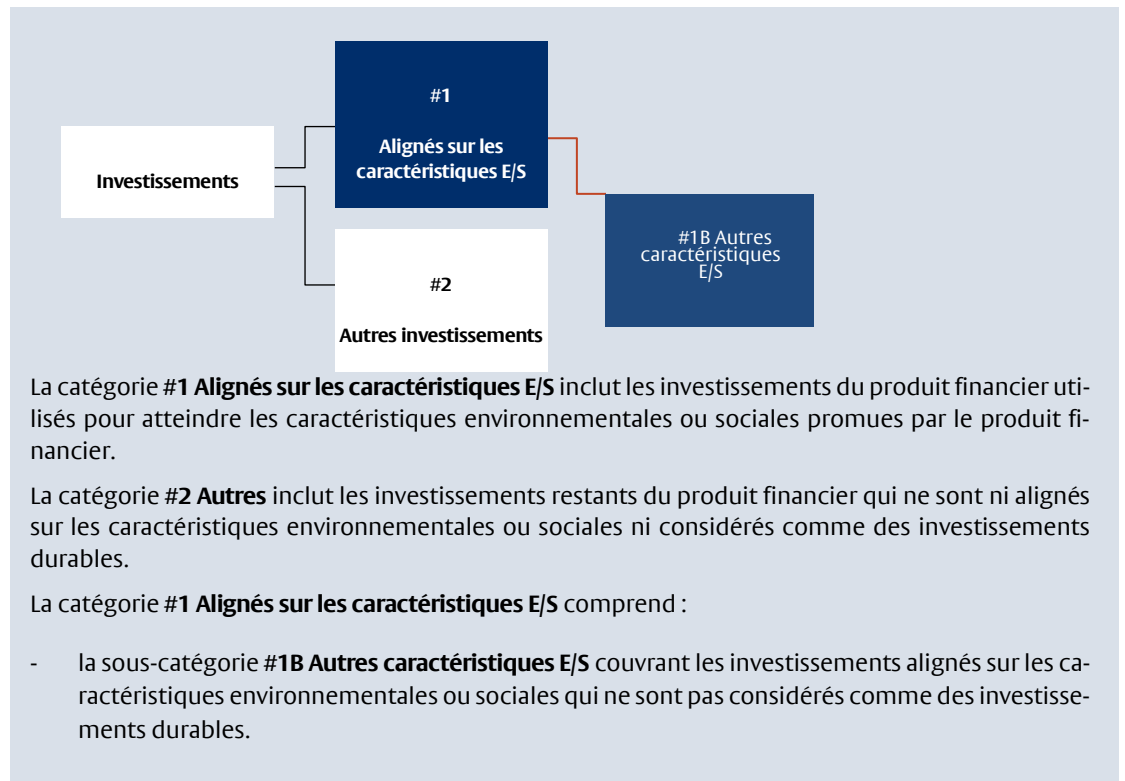 #1
Alignés sur les
caractéristiques E/S
Investissements
#1B Autres
caractéristiques
E/S
#2
Autres investissements
La catégorie #1 Alignés sur les caractéristiques E/S inclut les investissements du produit financier uti-
lisés pour atteindre les caractéristiques environnementales ou sociales promues par le produit fi-
nancier.
La catégorie #2 Autres inclut les investissements restants du produit financier qui ne sont ni alignés
sur les caractéristiques environnementales ou sociales ni considérés comme des investissements
durables.
La catégorie #1 Alignés sur les caractéristiques E/S comprend :
- la sous-catégorie #1B Autres caractéristiques E/S couvrant les investissements alignés sur les ca-
ractéristiques environnementales ou sociales qui ne sont pas considérés comme des investisse-
ments durables.